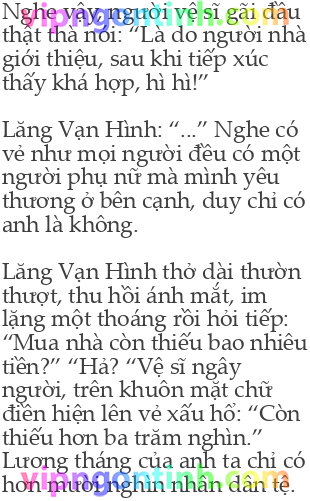 Nghe vậy, người vệ sĩ gãi đầu
thật thà nói: “Là do người nhà
giới thiệu, sau khi tiếp xúc
thấy khá hợp, hì hì!”
Lăng Vạn Hình: “...” Nghe có
vẻ như mọi người đều có một
người phụ nữ mà mình yêu
thương ở bên cạnh, duy chỉ có
anh là không.
Lăng Vạn Hình thở dài thườn
thượt, thu hồi ánh mắt, im
lặng một thoáng rồi hỏi tiếp:
“Mua nhà còn thiếu bao nhiêu
tiền?” “Hả? “Vệ sĩ ngây
người, trên khuôn mặt chữ
điền hiện lên vẻ xấu hổ: “Còn
thiếu hơn ba trăm nghìn.”
Lương tháng của anh ta chỉ có
vipngontinh.com
hơn mười nghìn nhân dân tệ.